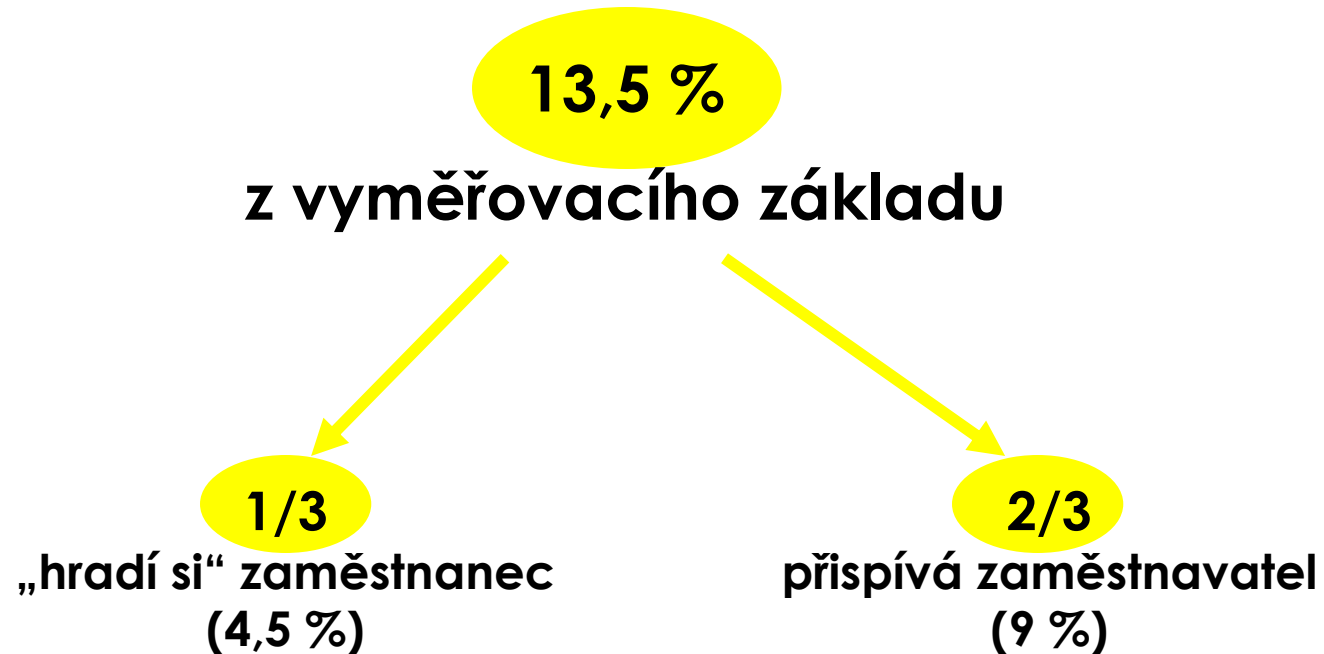 13,5 %
z vyměřovacího základu
1/3
„hradí si“ zaměstnanec
(4,5 %)
2/3
přispívá zaměstnavatel
(9 %)